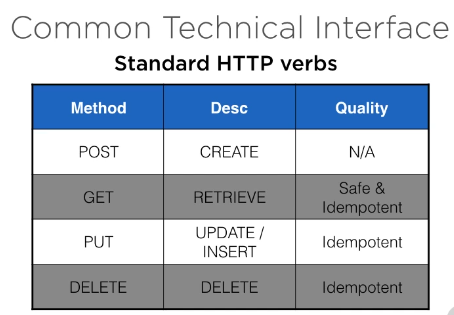 Common Technical Interface
Standard HTTP verbs
Method Desc Quality
POST CREATE N/A
GET RETRIEVE Safe &
Idempotent
PUT UPDATE /
INSERT Idempotent
DELETE DELETE Idempotent